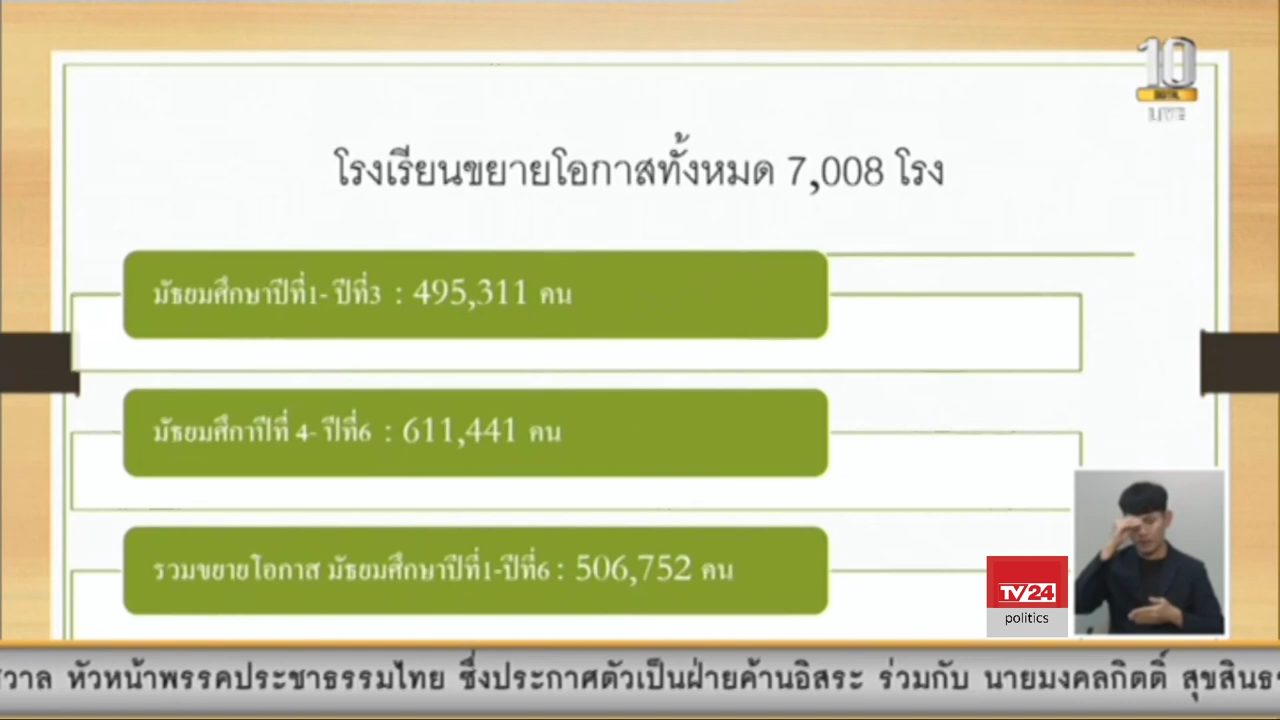 10
DIGITAL
LIVE
โรงเรียนขยายโอกาสทั้งหมด 7,008 โรง
มัธยมศึกษาปีที่1- ปีที่3 : 495,311 คน
มัธยมศึกาปีที่ 4- ปีที่6 : 611,441 คน
รวมขยายโอกาส มัธยมศึกษาปีที่1-ปีที่6 : 506,752 คน
TV24
politics
หัวหน้าพรรคประชาธรรมไทย ซึ่งประกาศตัวเป็นฝ่ายค้านอิสระ ร่วมกับ นายมงคลกิตติ์